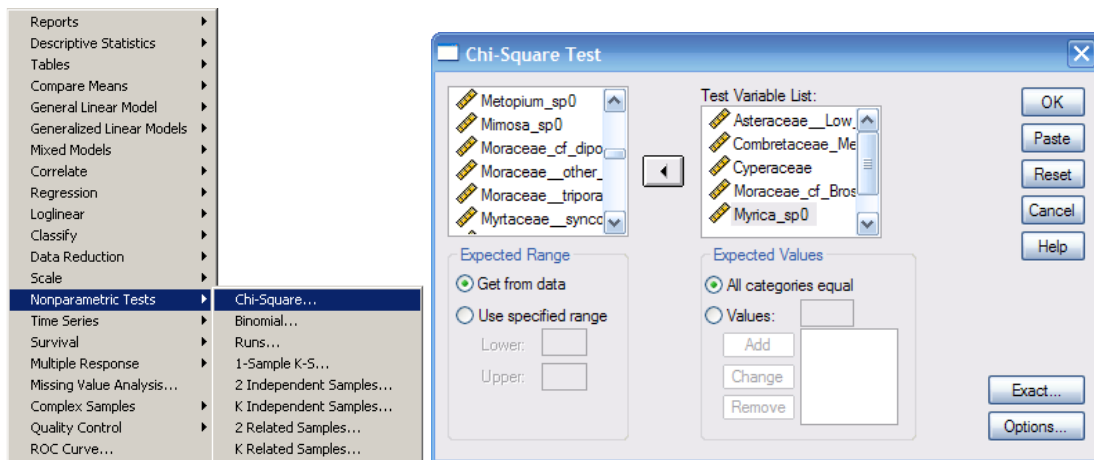 Reports
Descriptive Statistics
Tables
Compare Means
General Linear Model
Generalized Linear Models
Mixed Models
Correlate
Regression
Loglinear
Classify
Data Reduction
Scale
Nonparametric Tests
Time Series
Survival
Multiple Response
Missing Value Analysis...
Complex Samples
Quality Control
ROC Curve...
Chi-Square...
Binomial...
Runs...
1-Sample K-S...
2 Independent Samples...
K Independent Samples...
2 Related Samples...
K Related Samples...
Chi-Square Test
Metopium_sp0
Mimosa_sp0
Moraceae_cf_dipo
Moraceae__other_
Moraceae__tripora
Myrtaceae__syncc
Test Variable List:
Asteraceae__Low_
Combretaceae_Me
Cyperaceae
Moraceae_cf_Bros
Myrica_sp0
OK
Paste
Reset
Cancel
Help
Expected Range
Get from data
Use specified range
Lower:
Upper:
Expected Values
All categories equal
Values:
Add
Change
Remove
Exact...
Options...